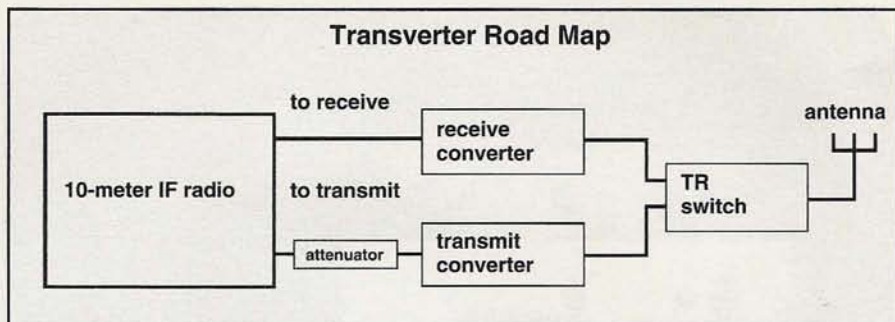 Transverter Road Map
to receive
antenna
receive
converter
10-meter IF radio
to transmit
TR
switch
attenuator
transmit
converter